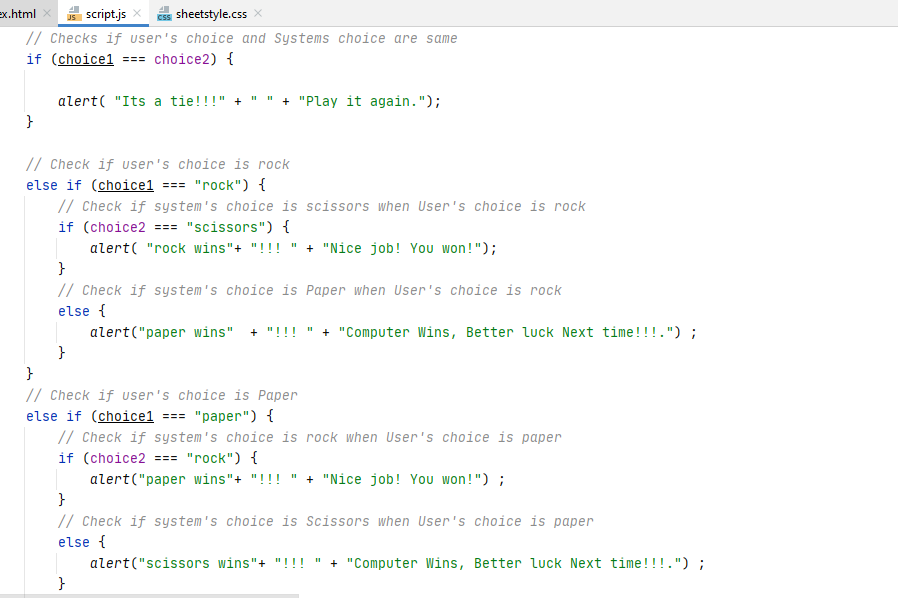 ex.html
script.js
sheetstyle.css
// Checks if user's choice and Systems choice are same
if (choice1 === choice2) {
alert( "Its a tie!!!" + " " + "Play it again.");
}
// Check if user's choice is rock
else if (choice1 === "rock") {
// Check if system's choice is scissors when User's choice is rock
if (choice2 === "scissors") {
alert( "rock wins"+ "!!! " + "Nice job! You won!");
}
// Check if system's choice is Paper when User's choice is rock
else {
alert("paper wins"  + "!!! " + "Computer Wins, Better luck Next time!!!.") ;
}
}
// Check if user's choice is Paper
else if (choice1 === "paper") {
// Check if system's choice is rock when User's choice is paper
if (choice2 === "rock") {
alert("paper wins"+ "!!! " + "Nice job! You won!") ;
}
// Check if system's choice is Scissors when User's choice is paper
else {
alert("scissors wins"+ "!!! " + "Computer Wins, Better luck Next time!!!.") ;
}